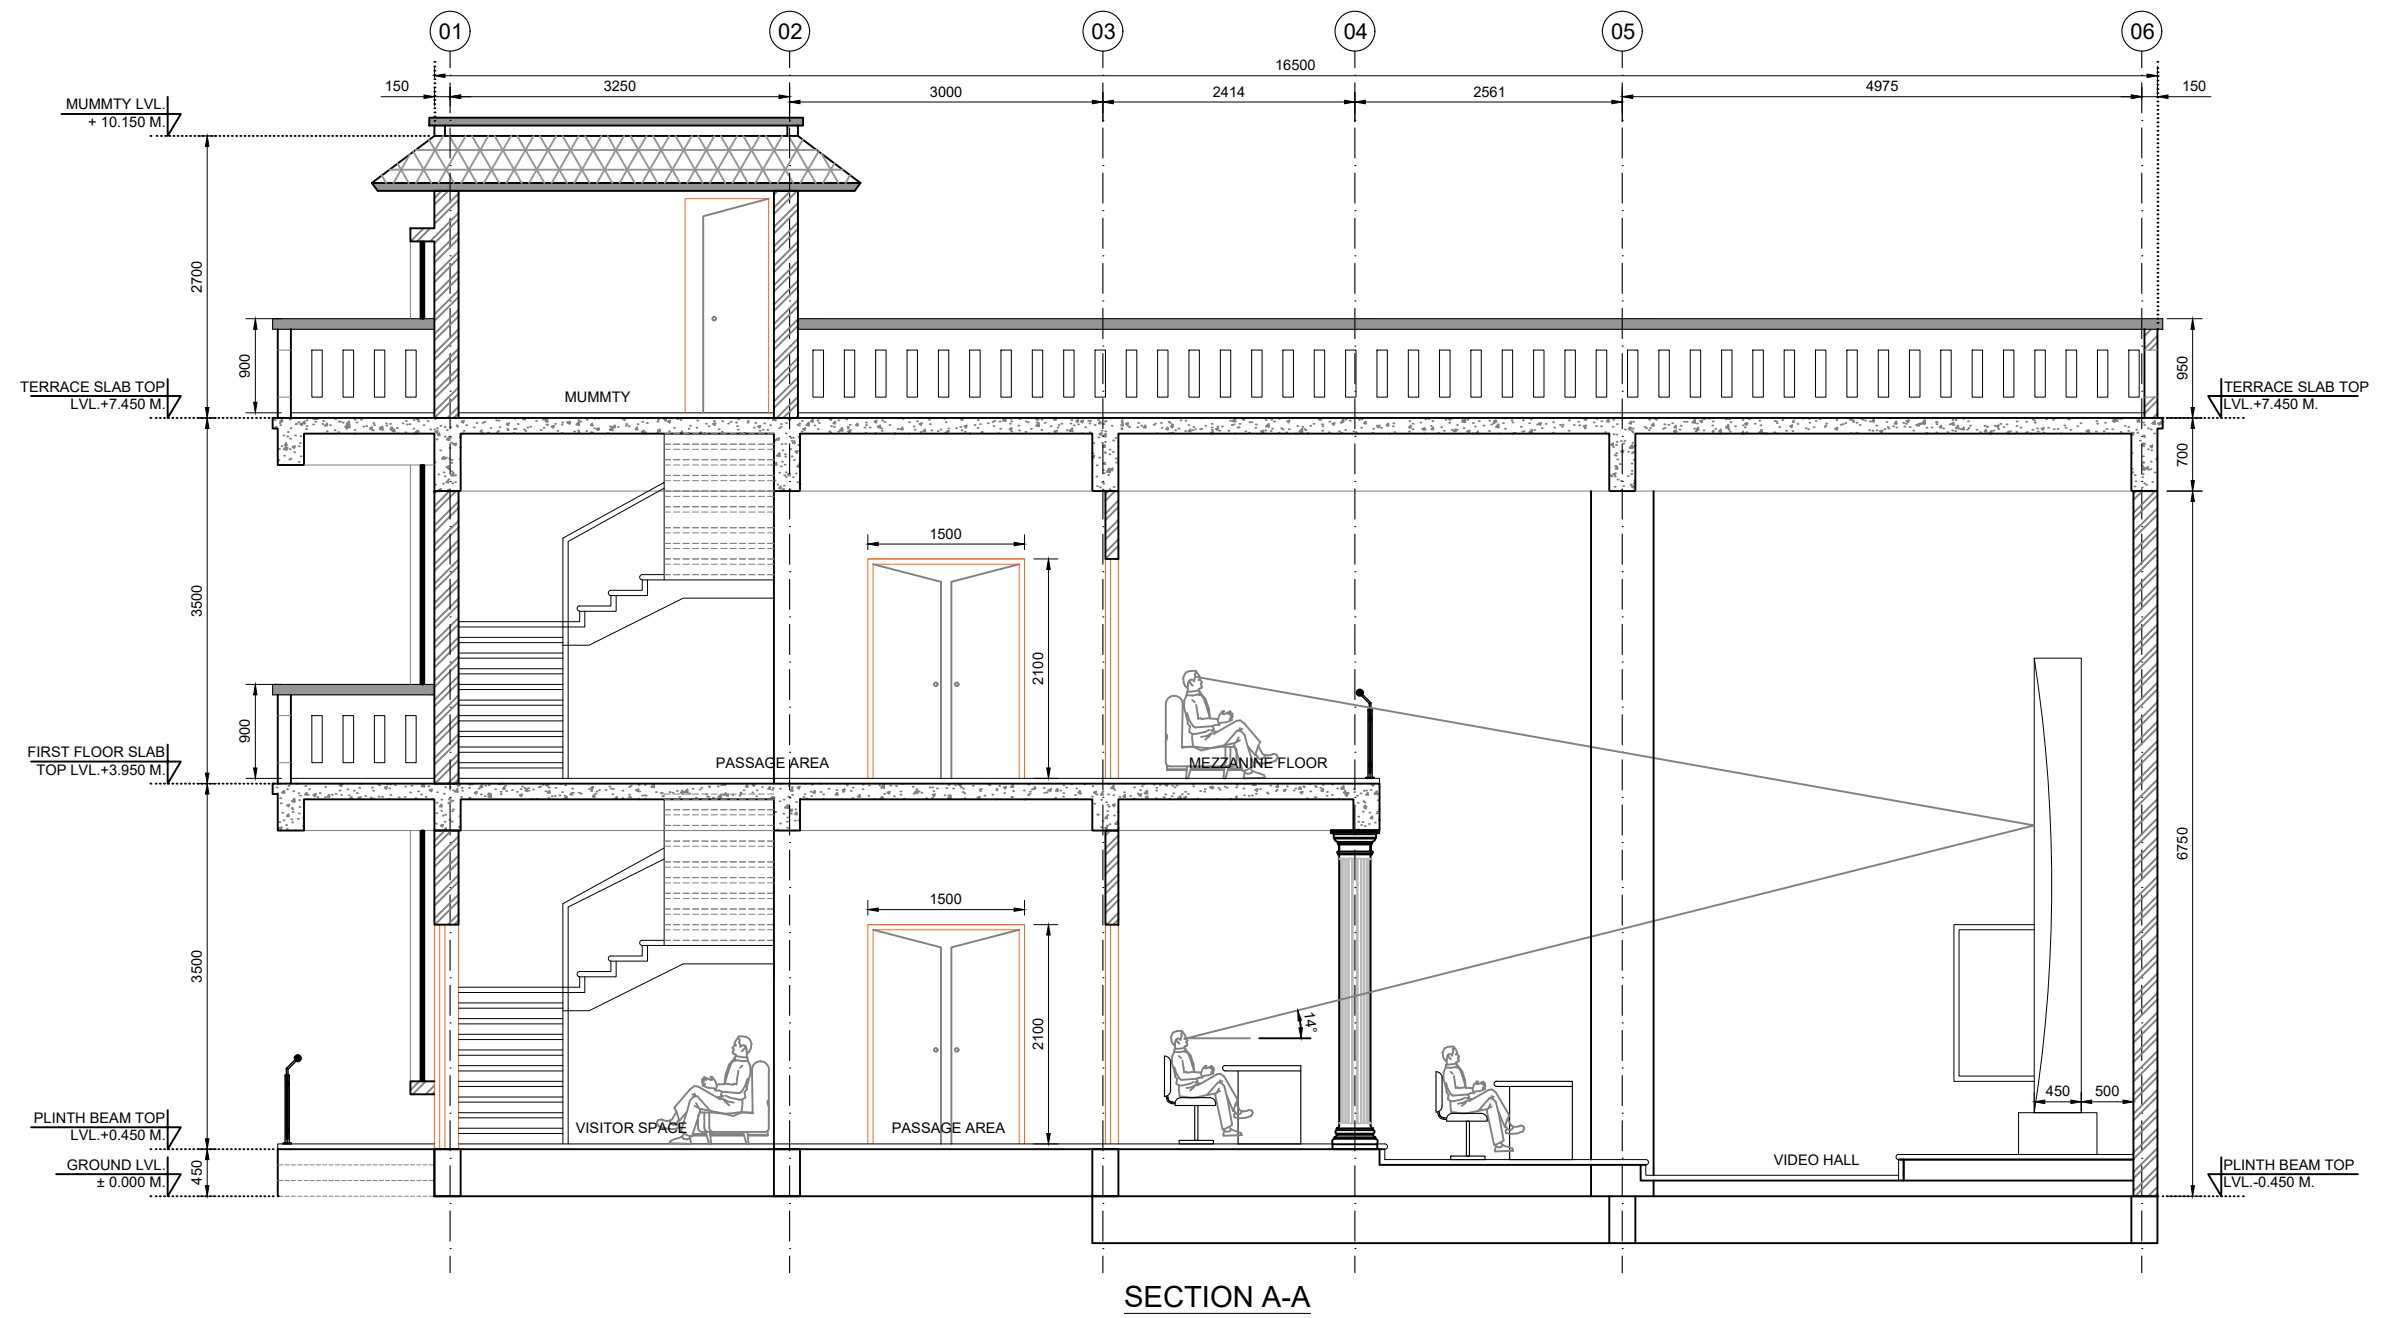 01 02 03 04 05 06
16500
150 3250 3000 2414 2561 4975 150
MUMMTY LVL.
+ 10.150 M.
2700
900
950
MUMMTY
TERRACE SLAB TOP
LVL.+7.450 M.
TERRACE SLAB TOP
LVL.+7.450 M.
700
1500
3500
2100
900
FIRST FLOOR SLAB
TOP LVL.+3.950 M.
PASSAGE AREA
MEZZANINE FLOOR
6750
1500
3500
2100
14°
450 500
PLINTH BEAM TOP
LVL.+0.450 M.
VISITOR SPACE
PASSAGE AREA
VIDEO HALL
GROUND LVL.
± 0.000 M.
450
PLINTH BEAM TOP
LVL.-0.450 M.
SECTION A-A